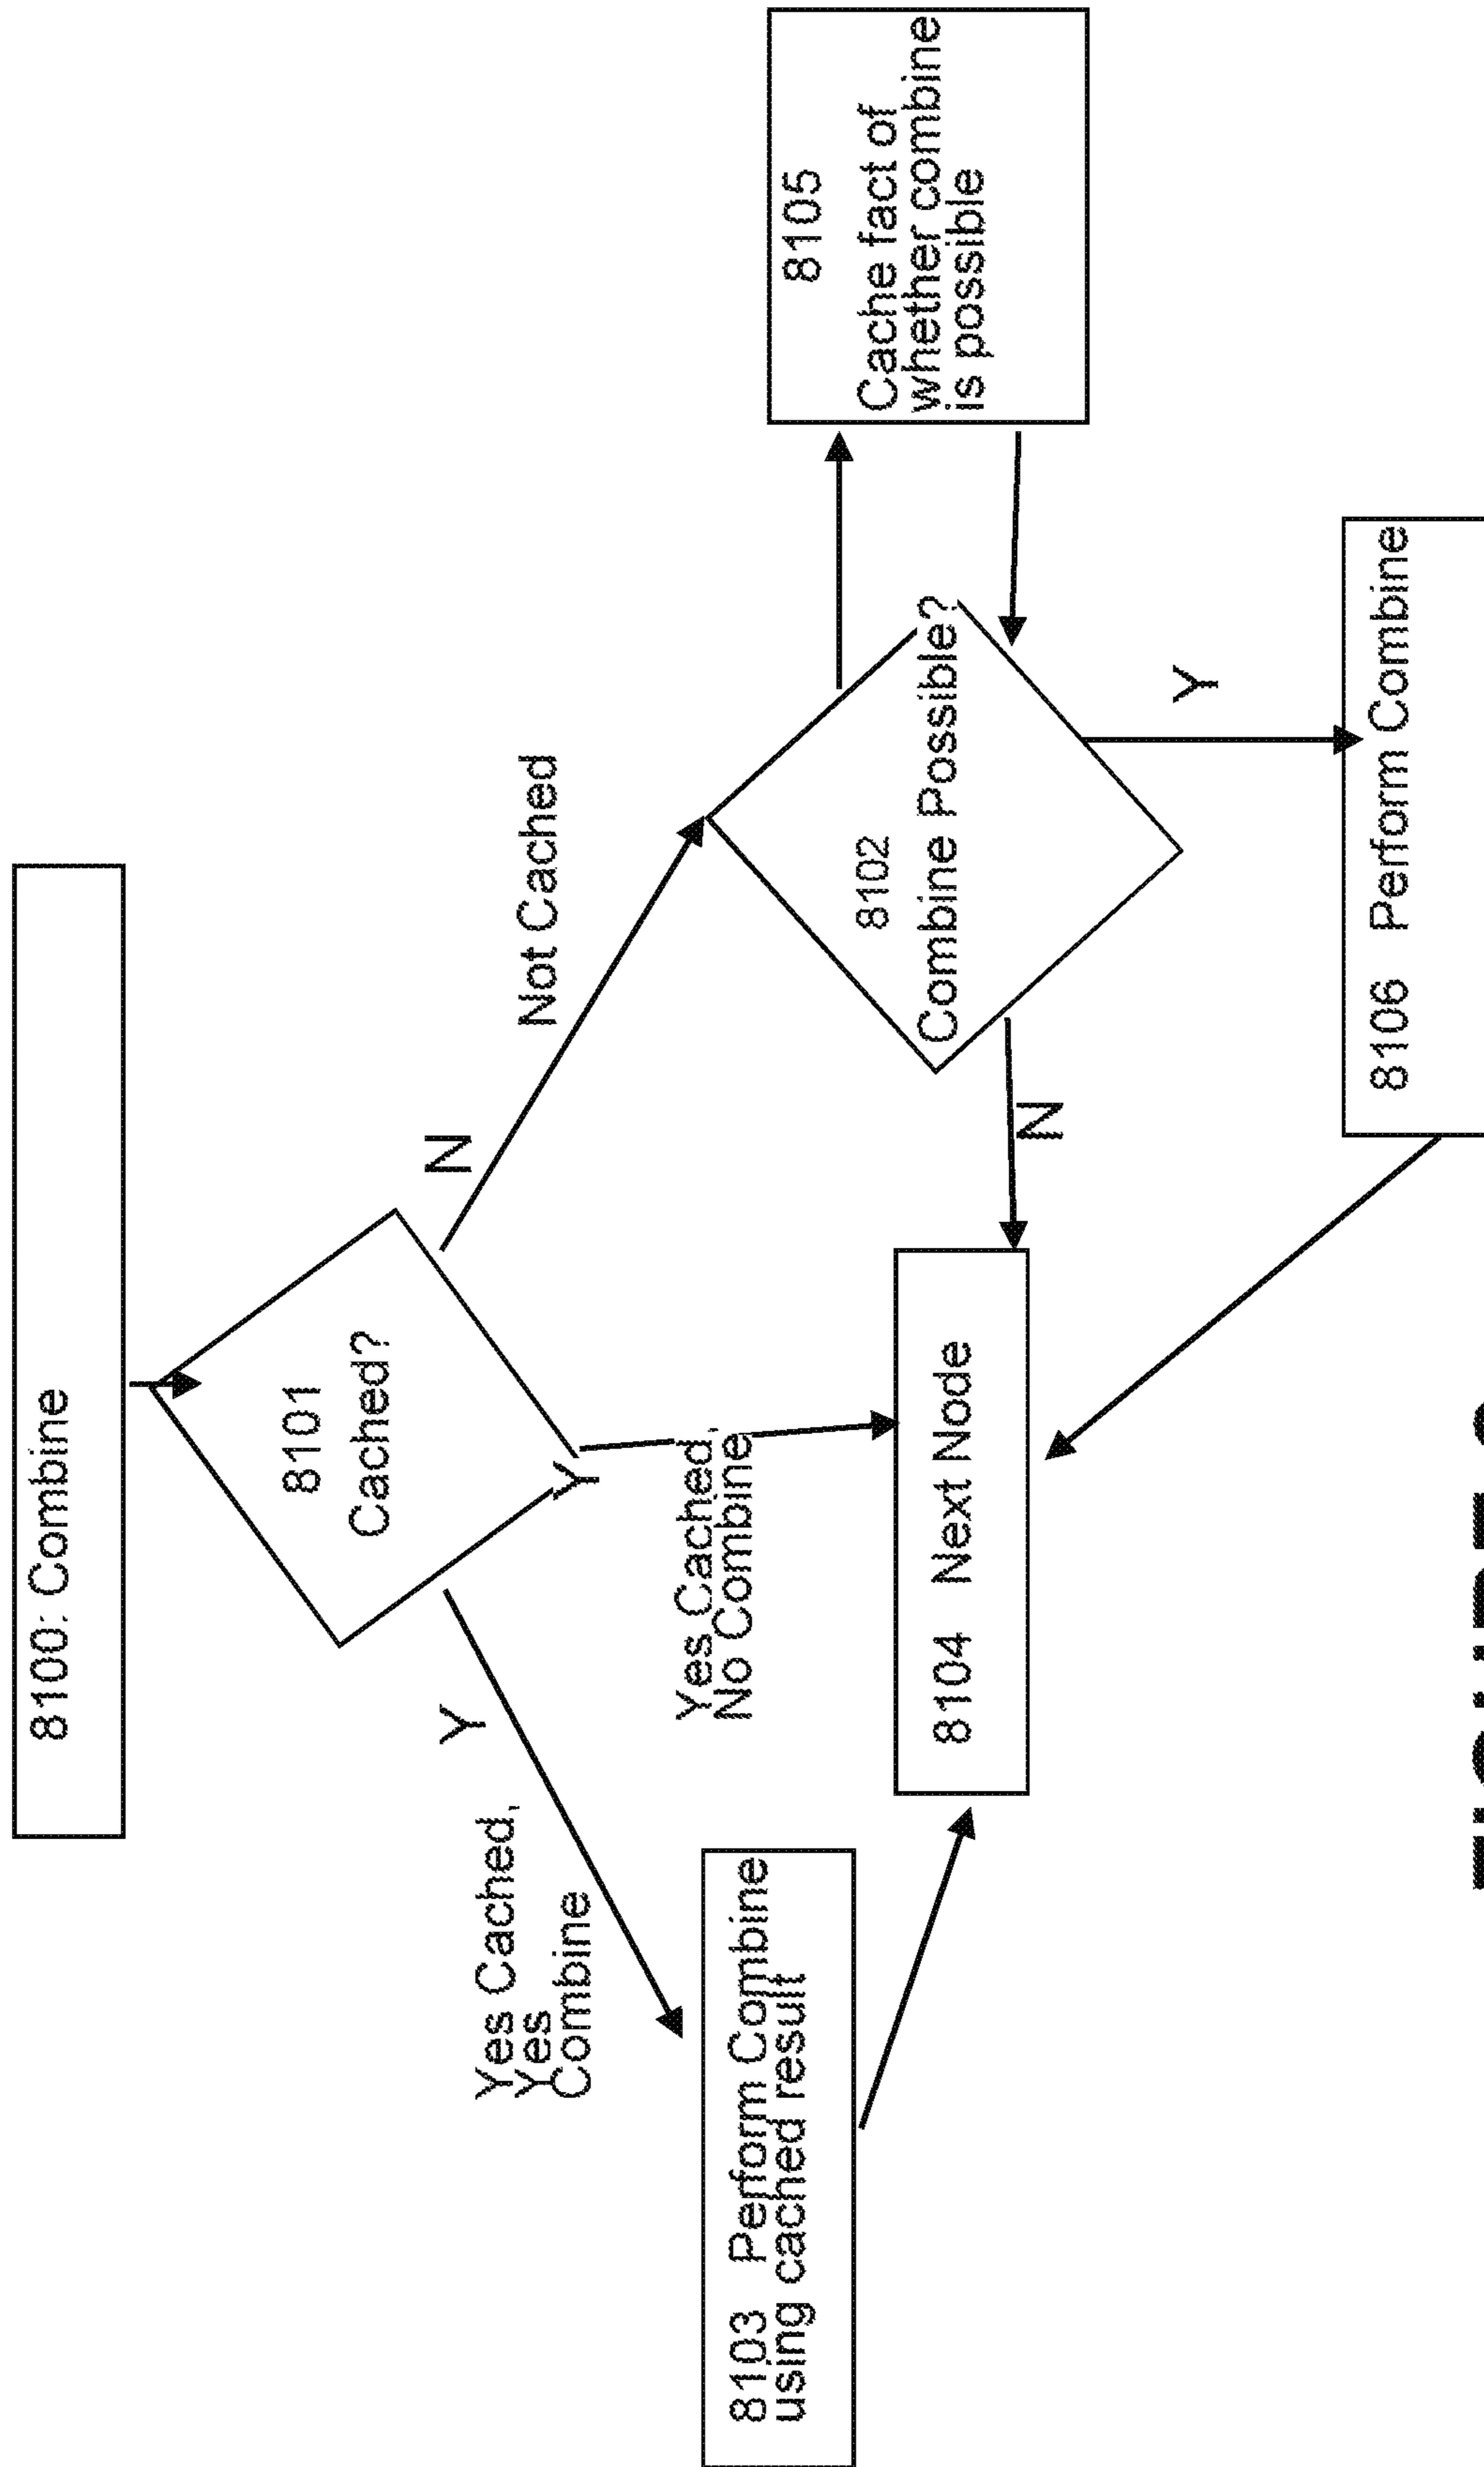 8100: Combine
8101
Cached?
N
Not Cached
Y
Yes Cached,
Yes
Combine
Y
Yes Cached,
No Combine
8103 Perform Combine
using cached result
8104 Next Node
8102
Combine Possible?
8105
Cache fact of
whether combine
is possible
N
Y
8106 Perform Combine